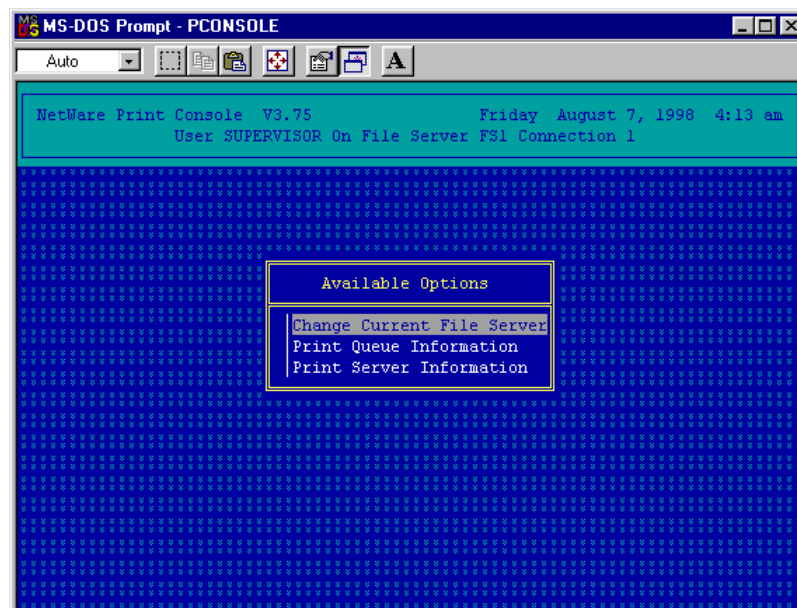 MS-DOS Prompt - PCONSOLE
Auto
A
NetWare Print Console V3.75 Friday August 7, 1998 4:13 am
User SUPERVISOR On File Server FS1 Connection 1
Available Options
Change Current File Server
Print Queue Information
Print Server Information